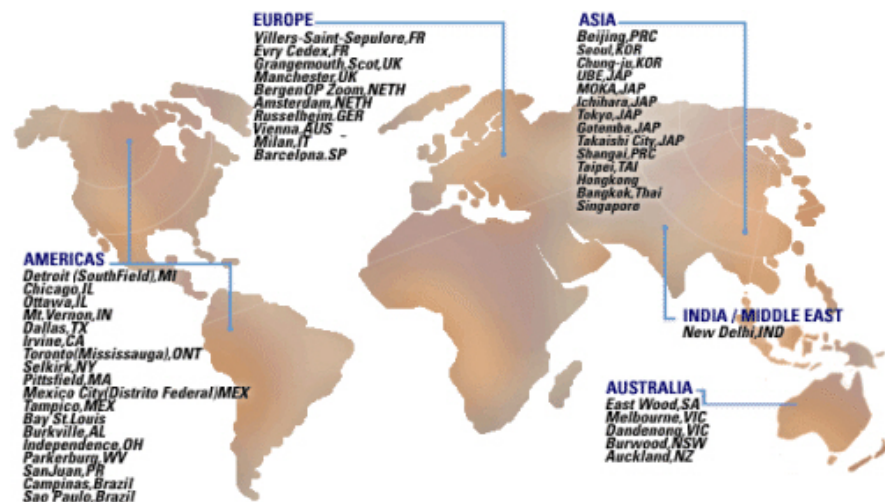 EUROPE
Villers-Saint-Sepulore,FR
Evry Cedex,FR
Grangemouth,Scot,UK
Manchester,UK
BergenOP Zoom,NETH
Amsterdam,NETH
Russelheim,GER
Vienna,AUS
Milan,IT
Barcelona.SP
ASIA
Beijing,PRC
Seoul,KOR
Chung-ju,KOR
UBE,JAP
MOKA,JAP
Ichihara,JAP
Tokyo,JAP
Gotemba,JAP
Takaishi City,JAP
Shangai,PRC
Taipei,TAI
Hongkong
Bangkok,Thai
Singapore
AMERICAS
Detroit (SouthField),MI
Chicago,IL
Ottawa,IL
Mt.Vernon,IN
Dallas,TX
Irvine,CA
Toronto(Mississauga),ONT
Selkirk,NY
Pittsfield,MA
Mexico City(Distrito Federal)MEX
Tampico,MEX
Bay St.Louis
Burkville,AL
Independence,OH
Parkerburg,WV
SanJuan,PR
Campinas,Brazil
Sao Paulo,Brazil
INDIA / MIDDLE EAST
New Delhi,IND
AUSTRALIA
East Wood,SA
Melbourne,VIC
Dandenong,VIC
Burwood,NSW
Auckland,NZ